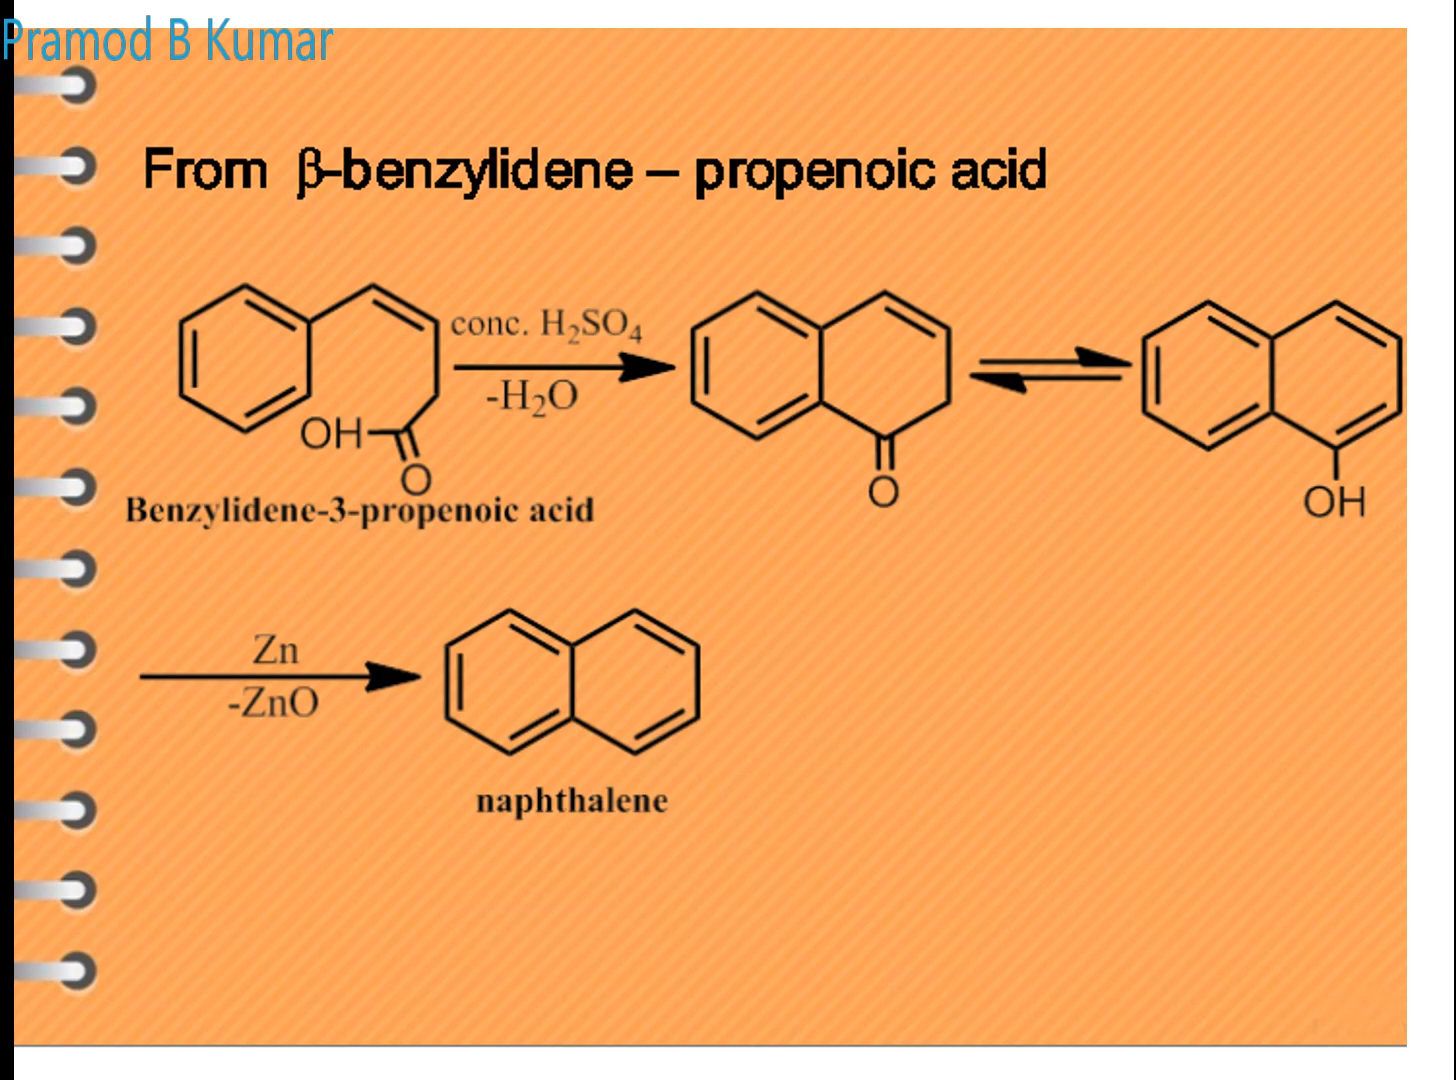 Pramod B Kumar
From β-benzylidene – propenoic acid
conc. H₂SO₄
-H₂O
OH
O
O
OH
Benzylidene-3-propenoic acid
Zn
-ZnO
naphthalene